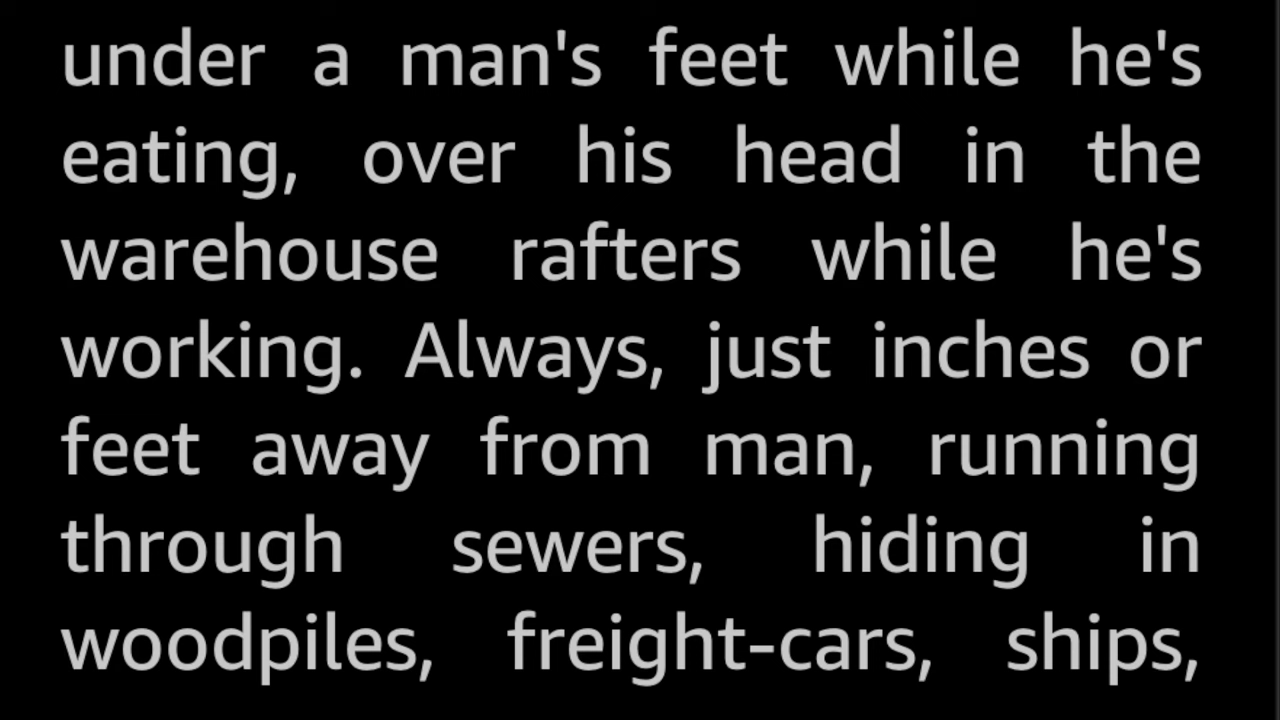 under a man's feet while he's
eating, over his head in the
warehouse rafters while he's
working. Always, just inches or
feet away from man, running
through sewers, hiding in
woodpiles, freight-cars, ships,